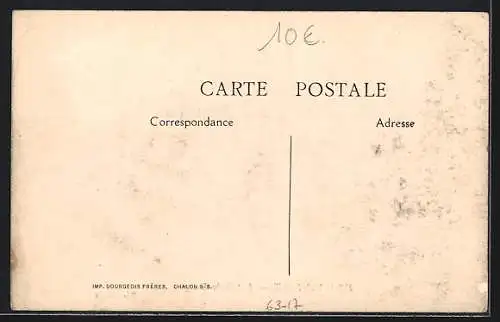 10€.
CARTE POSTALE
Correspondance Adresse
IMP. BOURGEOIS FRÈRES, CHALON S/S.
63-17